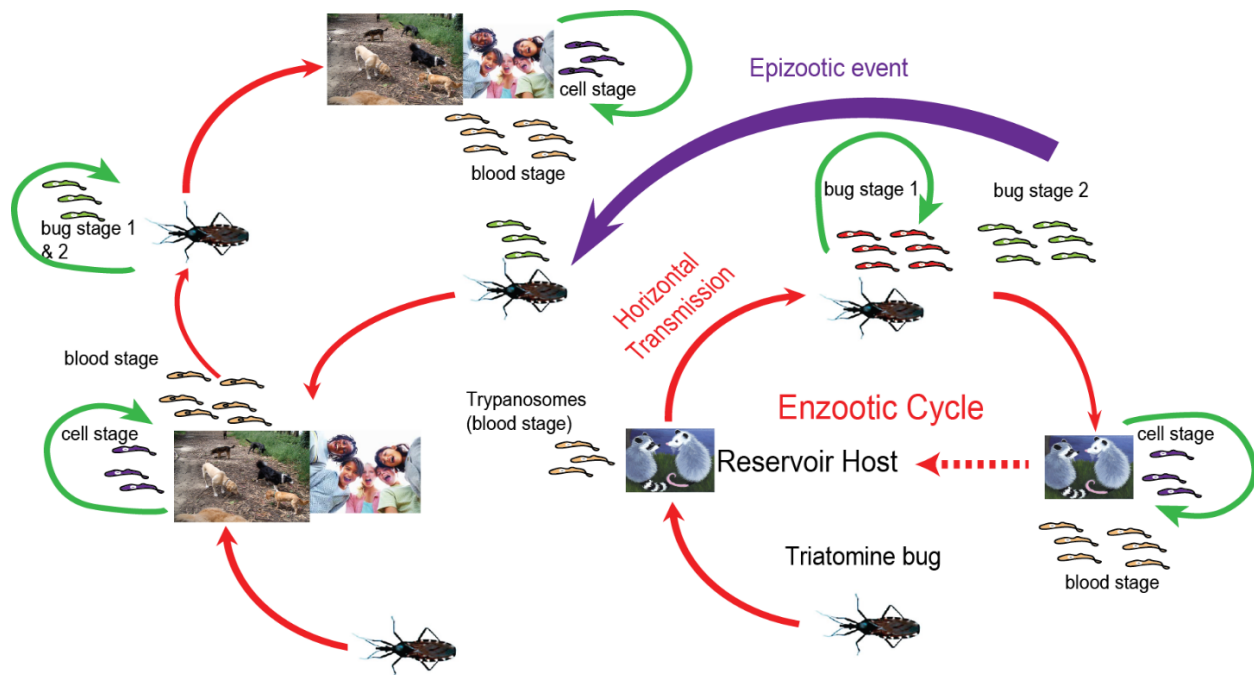 cell stage
Epizootic event
blood stage
bug stage 1
bug stage 2
bug stage 1
& 2
Horizontal
Transmission
blood stage
cell stage
Trypanosomes
(blood stage)
Enzootic Cycle
cell stage
Reservoir Host
Triatomine bug
blood stage